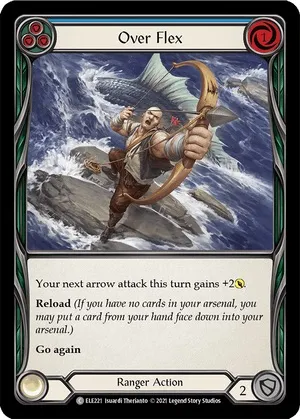 1
Over Flex
Your next arrow attack this turn gains +2
Reload (If you have no cards in your arsenal, you
may put a card from your hand face down into your
arsenal.)
Go again
2
C ELE221 Isuardi Therianto © 2021 Legend Story Studios
Ranger Action